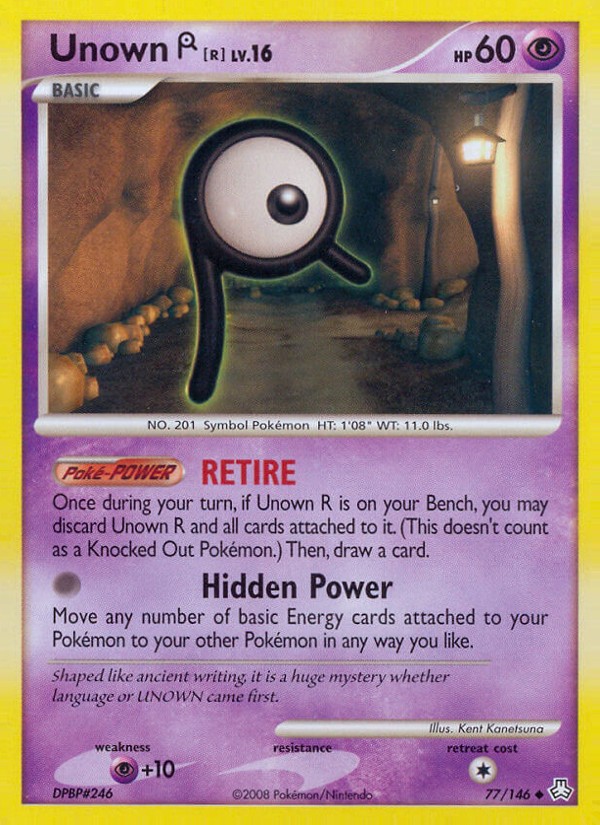 Unown R [R] LV.16 HP 60
BASIC
NO. 201 Symbol Pokémon HT: 1'08" WT: 11.0 lbs.
Poké-POWER RETIRE
Once during your turn, if Unown R is on your Bench, you may
discard Unown R and all cards attached to it. (This doesn't count
as a Knocked Out Pokémon.) Then, draw a card.
Hidden Power
Move any number of basic Energy cards attached to your
Pokémon to your other Pokémon in any way you like.
Shaped like ancient writing, it is a huge mystery whether
language or UNOWN came first.
Illus. Kent Kanetsuna
weakness resistance retreat cost
+10
DPBP#246 ©2008 Pokémon/Nintendo 77/146